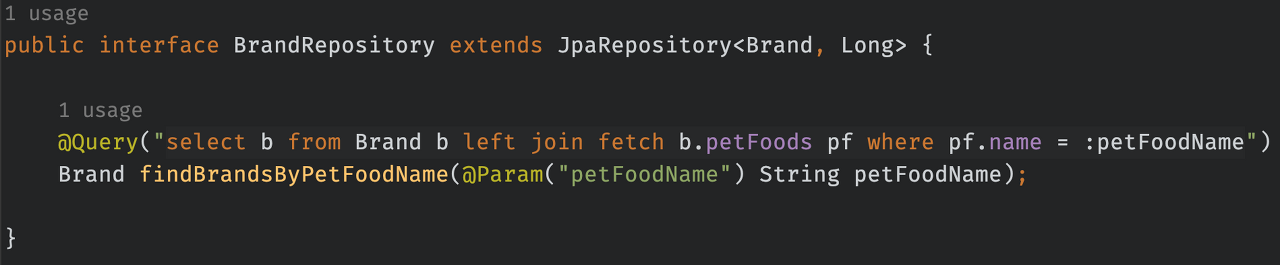 1 usage
public interface BrandRepository extends JpaRepository<Brand, Long> {
1 usage
@Query("select b from Brand b left join fetch b.petFoods pf where pf.name = :petFoodName")
Brand findBrandsByPetFoodName(@Param("petFoodName") String petFoodName);
}